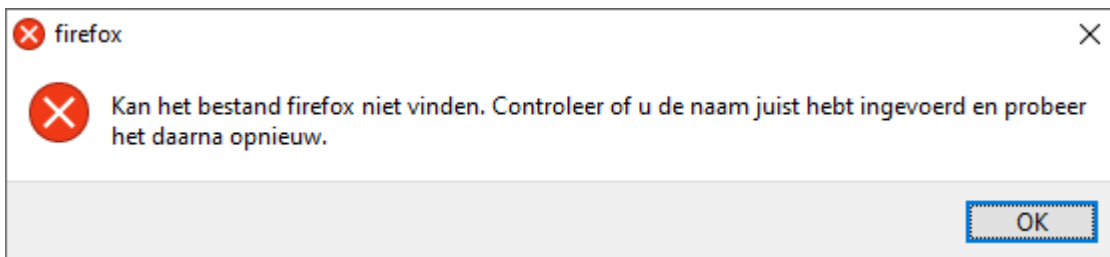 firefox
Kan het bestand firefox niet vinden. Controleer of u de naam juist hebt ingevoerd en probeer
het daarna opnieuw.
OK